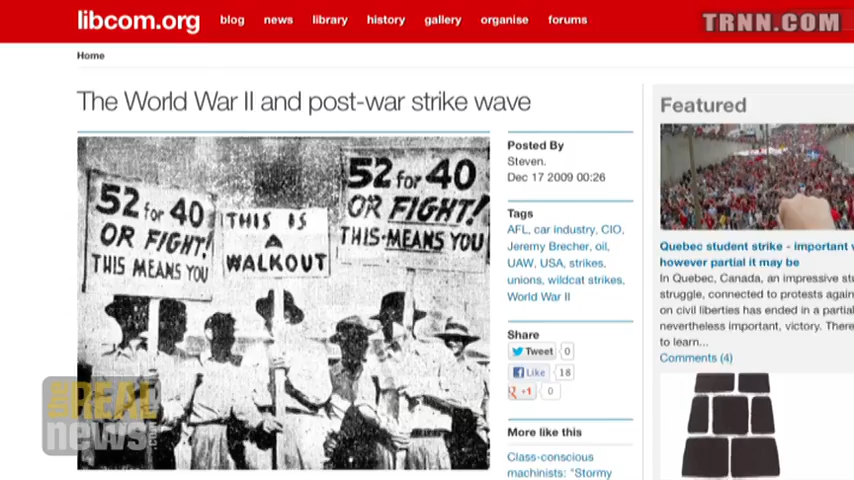 libcom.org
blog news library history gallery organise forums
TRNN.COM
Home
The World War II and post-war strike wave
52 for 40
OR FIGHT!
THIS MEANS YOU
THIS IS
A
WALKOUT
52 for 40
OR FIGHT!
THIS MEANS YOU
Posted By
Steven.
Dec 17 2009 00:26
Tags
AFL, car industry, CIO,
Jeremy Brecher, oil,
UAW, USA, strikes,
unions, wildcat strikes,
World War II
Share
Tweet 0
Like 18
+1 0
More like this
Class-conscious
machinists: "Stormy
Featured
Quebec student strike - important
however partial it may be
In Quebec, Canada, an impressive
struggle, connected to protests
on civil liberties has ended in a
nevertheless important, victory. There
to learn...
Comments (4)
the REAL
news.com